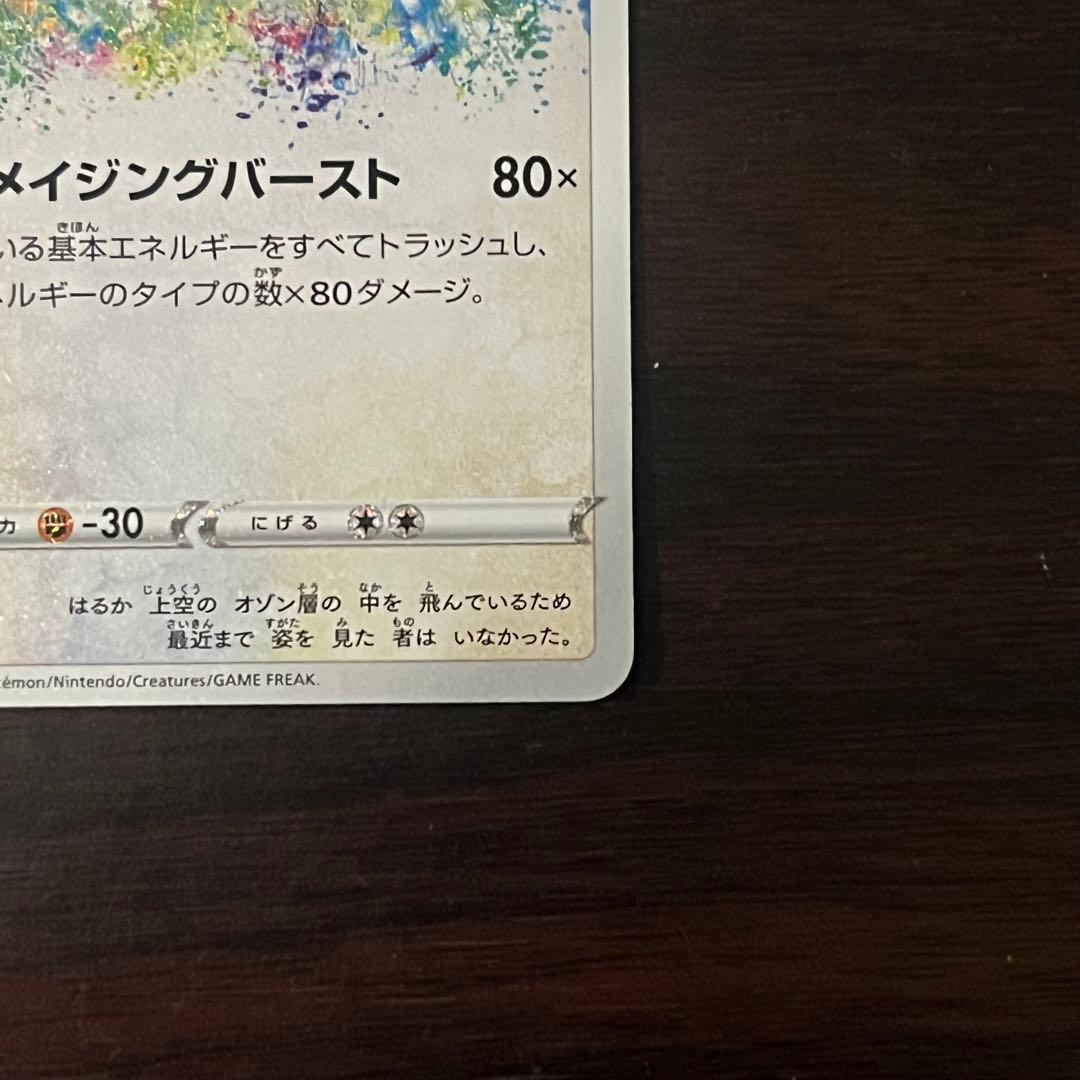 メイジングバースト 80×
いる基本エネルギーをすべてトラッシュし、
ネルギーのタイプの数×80ダメージ。
力 -30 にげる
はるか 上空の オゾン層の 中を 飛んでいるため
最近まで 姿を 見た 者は いなかった。
émon/Nintendo/Creatures/GAME FREAK.